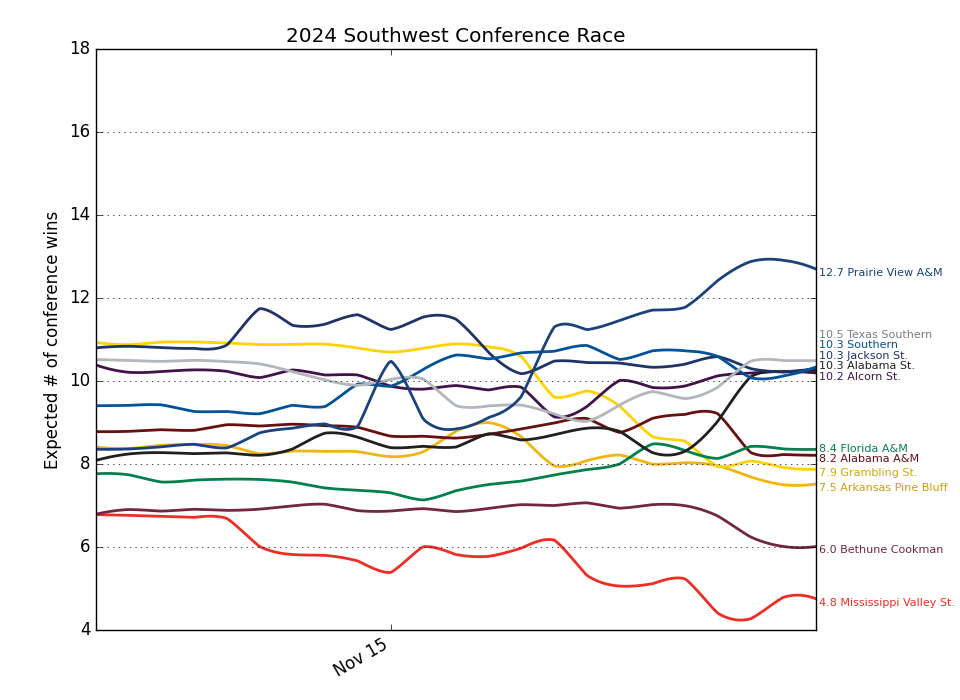 2024 Southwest Conference Race
Expected # of conference wins
18
16
14
12
10
8
6
4
Nov 15
12.7 Prairie View A&M
10.5 Texas Southern
10.3 Southern
10.3 Jackson St.
10.3 Alabama St.
10.2 Alcorn St.
8.4 Florida A&M
8.2 Alabama A&M
7.9 Grambling St.
7.5 Arkansas Pine Bluff
6.0 Bethune Cookman
4.8 Mississippi Valley St.